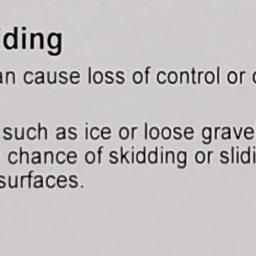 iding
an cause loss of control or
such as ice or loose grave
chance of skidding or slidi
surfaces.